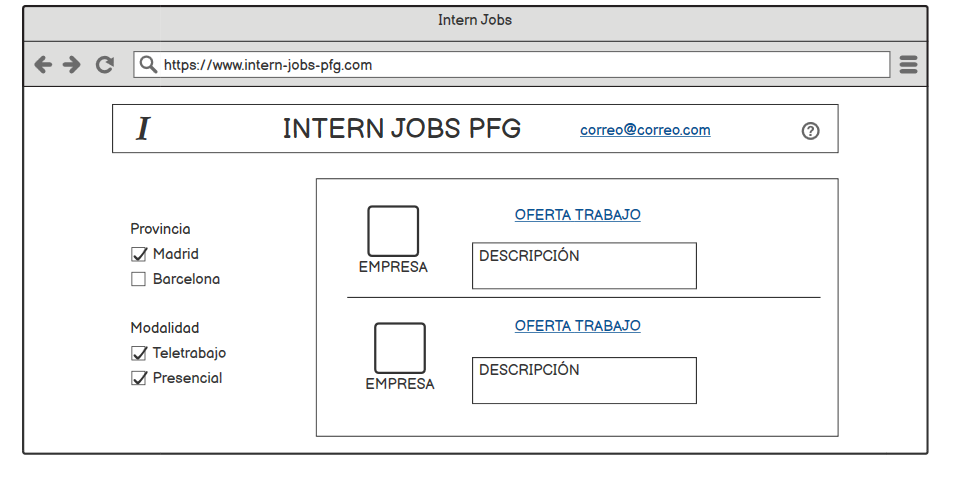 Intern Jobs
https://www.intern-jobs-pfg.com
I INTERN JOBS PFG correo@correo.com ?
Provincia
Madrid
Barcelona
Modalidad
Teletrabajo
Presencial
OFERTA TRABAJO
EMPRESA
DESCRIPCIÓN
OFERTA TRABAJO
EMPRESA
DESCRIPCIÓN